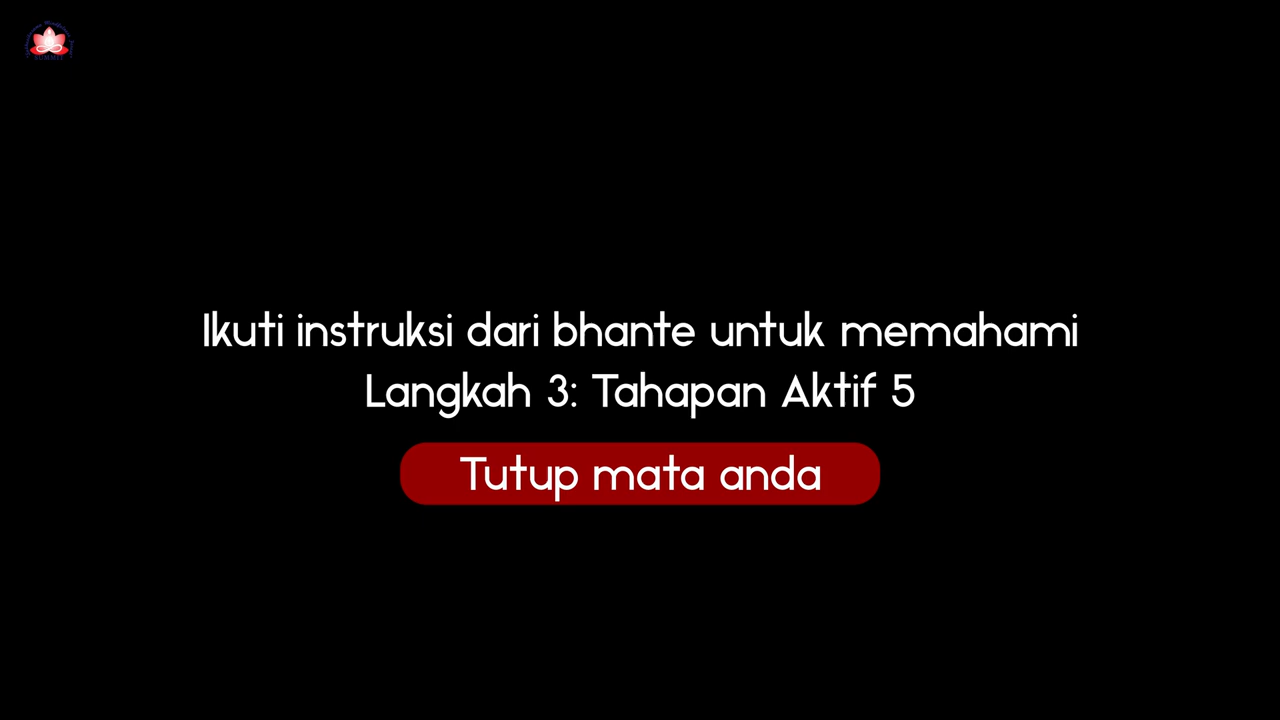 Ikuti instruksi dari bhante untuk memahami
Langkah 3: Tahapan Aktif 5
Tutup mata anda